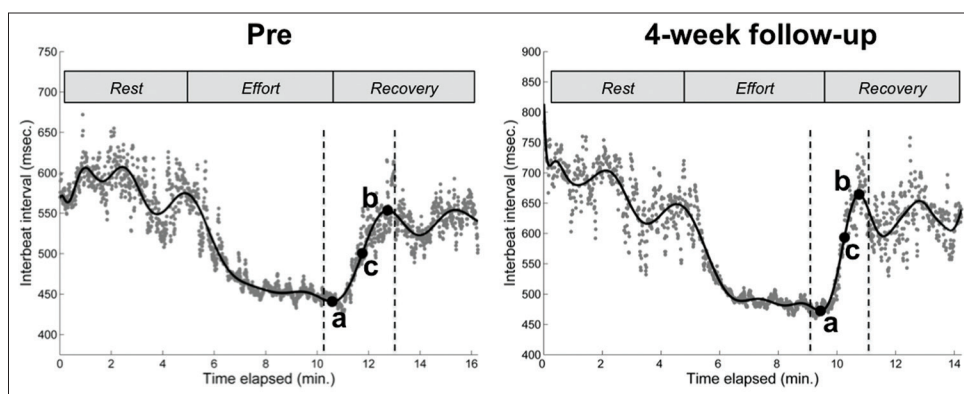 Pre
750
700
650
600
550
500
450
400
Interbeat interval (msec.)
Rest
Effort
Recovery
b
c
a
0
2
4
6
8
10
12
14
16
Time elapsed (min.)
4-week follow-up
900
850
800
750
700
650
600
550
500
450
400
Interbeat interval (msec.)
Rest
Effort
Recovery
b
c
a
0
2
4
6
8
10
12
14
Time elapsed (min.)